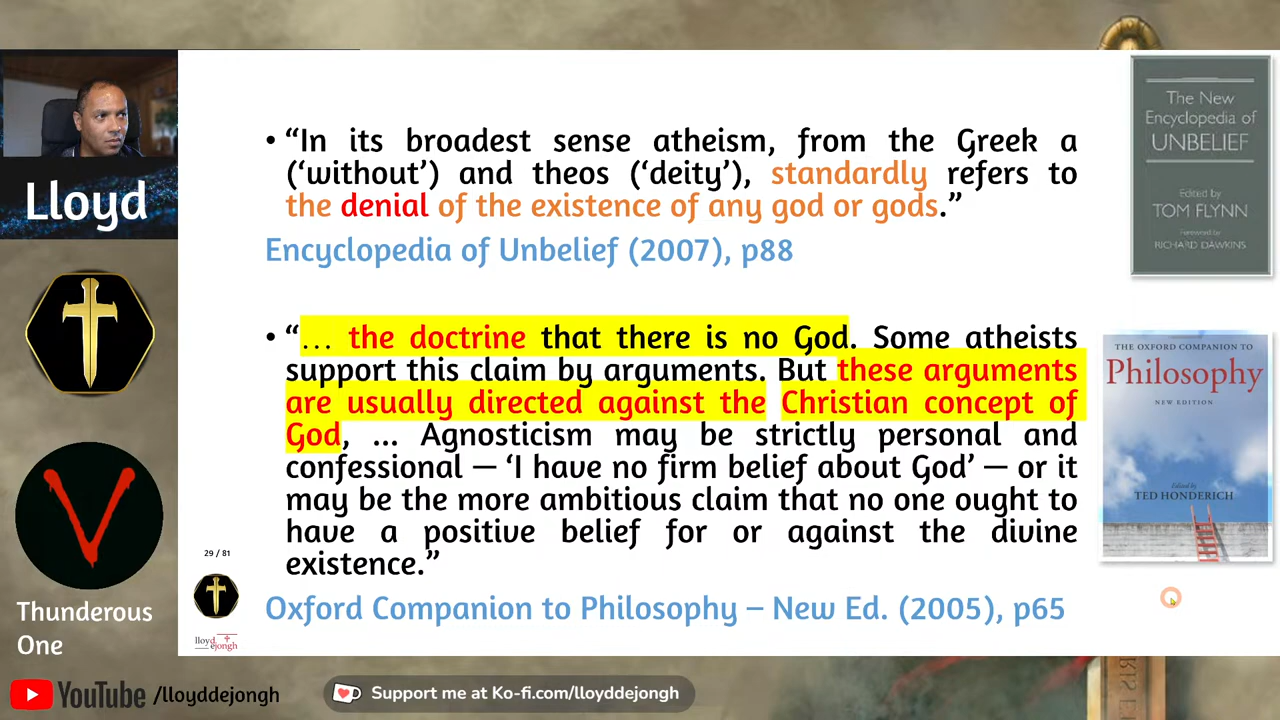 Lloyd
Thunderous
One
• “In its broadest sense atheism, from the Greek a
(‘without’) and theos (‘deity’), standardly refers to
the denial of the existence of any god or gods.”
Encyclopedia of Unbelief (2007), p88
• “… the doctrine that there is no God. Some atheists
support this claim by arguments. But these arguments
are usually directed against the Christian concept of
God, ... Agnosticism may be strictly personal and
confessional — ‘I have no firm belief about God’ — or it
may be the more ambitious claim that no one ought to
have a positive belief for or against the divine
existence.”
Oxford Companion to Philosophy – New Ed. (2005), p65
29 / 81
The New
Encyclopedia of
UNBELIEF
Edited by
TOM FLYNN
Foreword by
RICHARD DAWKINS
THE OXFORD COMPANION TO
Philosophy
NEW EDITION
Edited by
TED HONDERICH
YouTube /lloyddejongh
Support me at Ko-fi.com/lloyddejongh